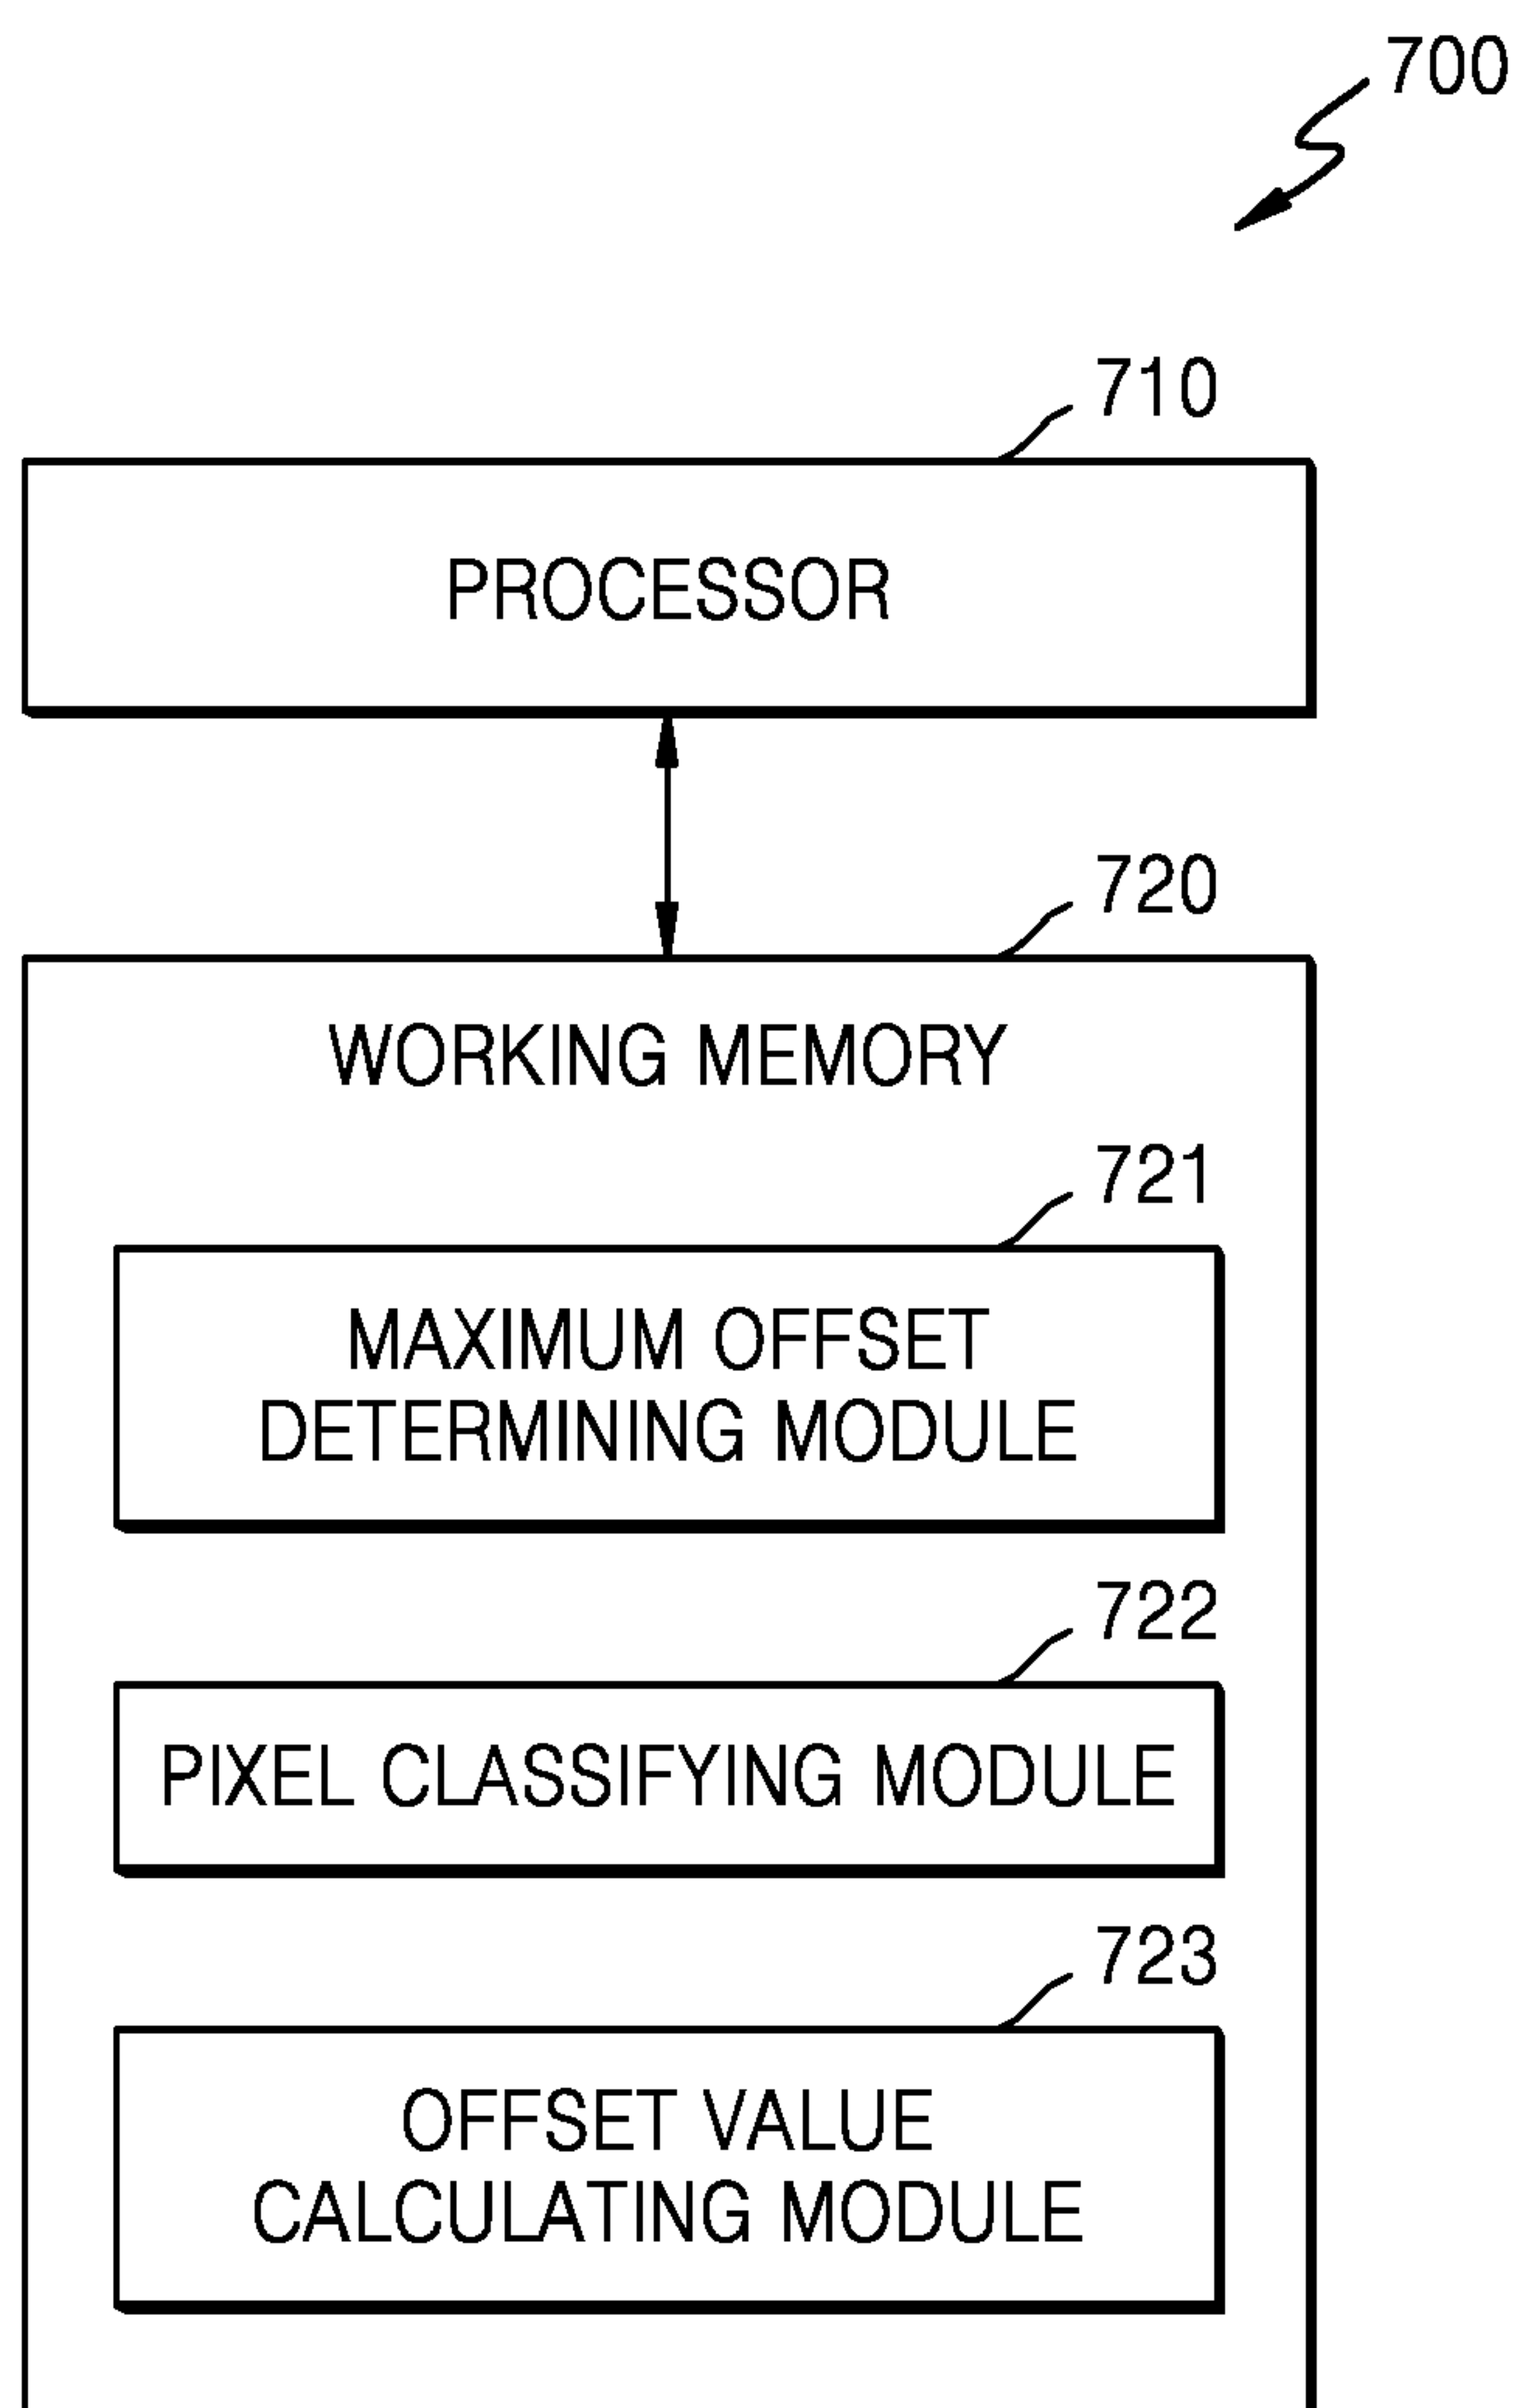 700
710
PROCESSOR
720
WORKING MEMORY
721
MAXIMUM OFFSET
DETERMINING MODULE
722
PIXEL CLASSIFYING MODULE
723
OFFSET VALUE
CALCULATING MODULE